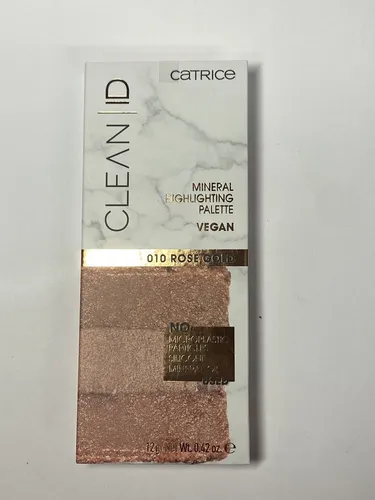 CATRICE
CLEAN|ID
MINERAL
HIGHLIGHTING
PALETTE
VEGAN
010 ROSE GOLD
NO
MICROPLASTIC
PARTICLES
SILICONE
MINERAL OIL
USED
12g Net Wt. 0.42 oz. ℮